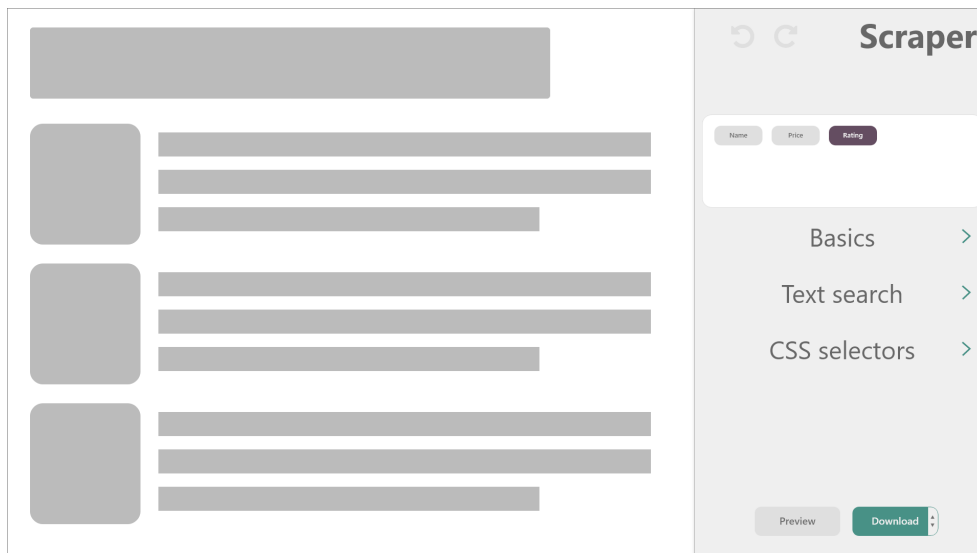 Scraper
Name Price Rating
Basics
Text search
CSS selectors
Preview Download